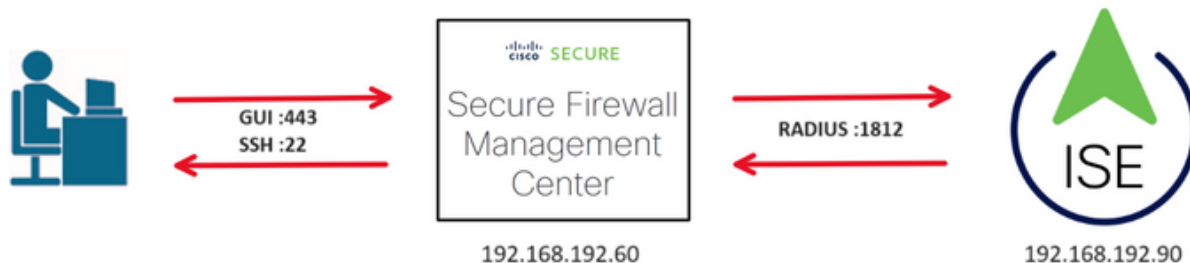 GUI :443
SSH :22
CISCO SECURE
Secure Firewall
Management
Center
192.168.192.60
RADIUS :1812
ISE
192.168.192.90